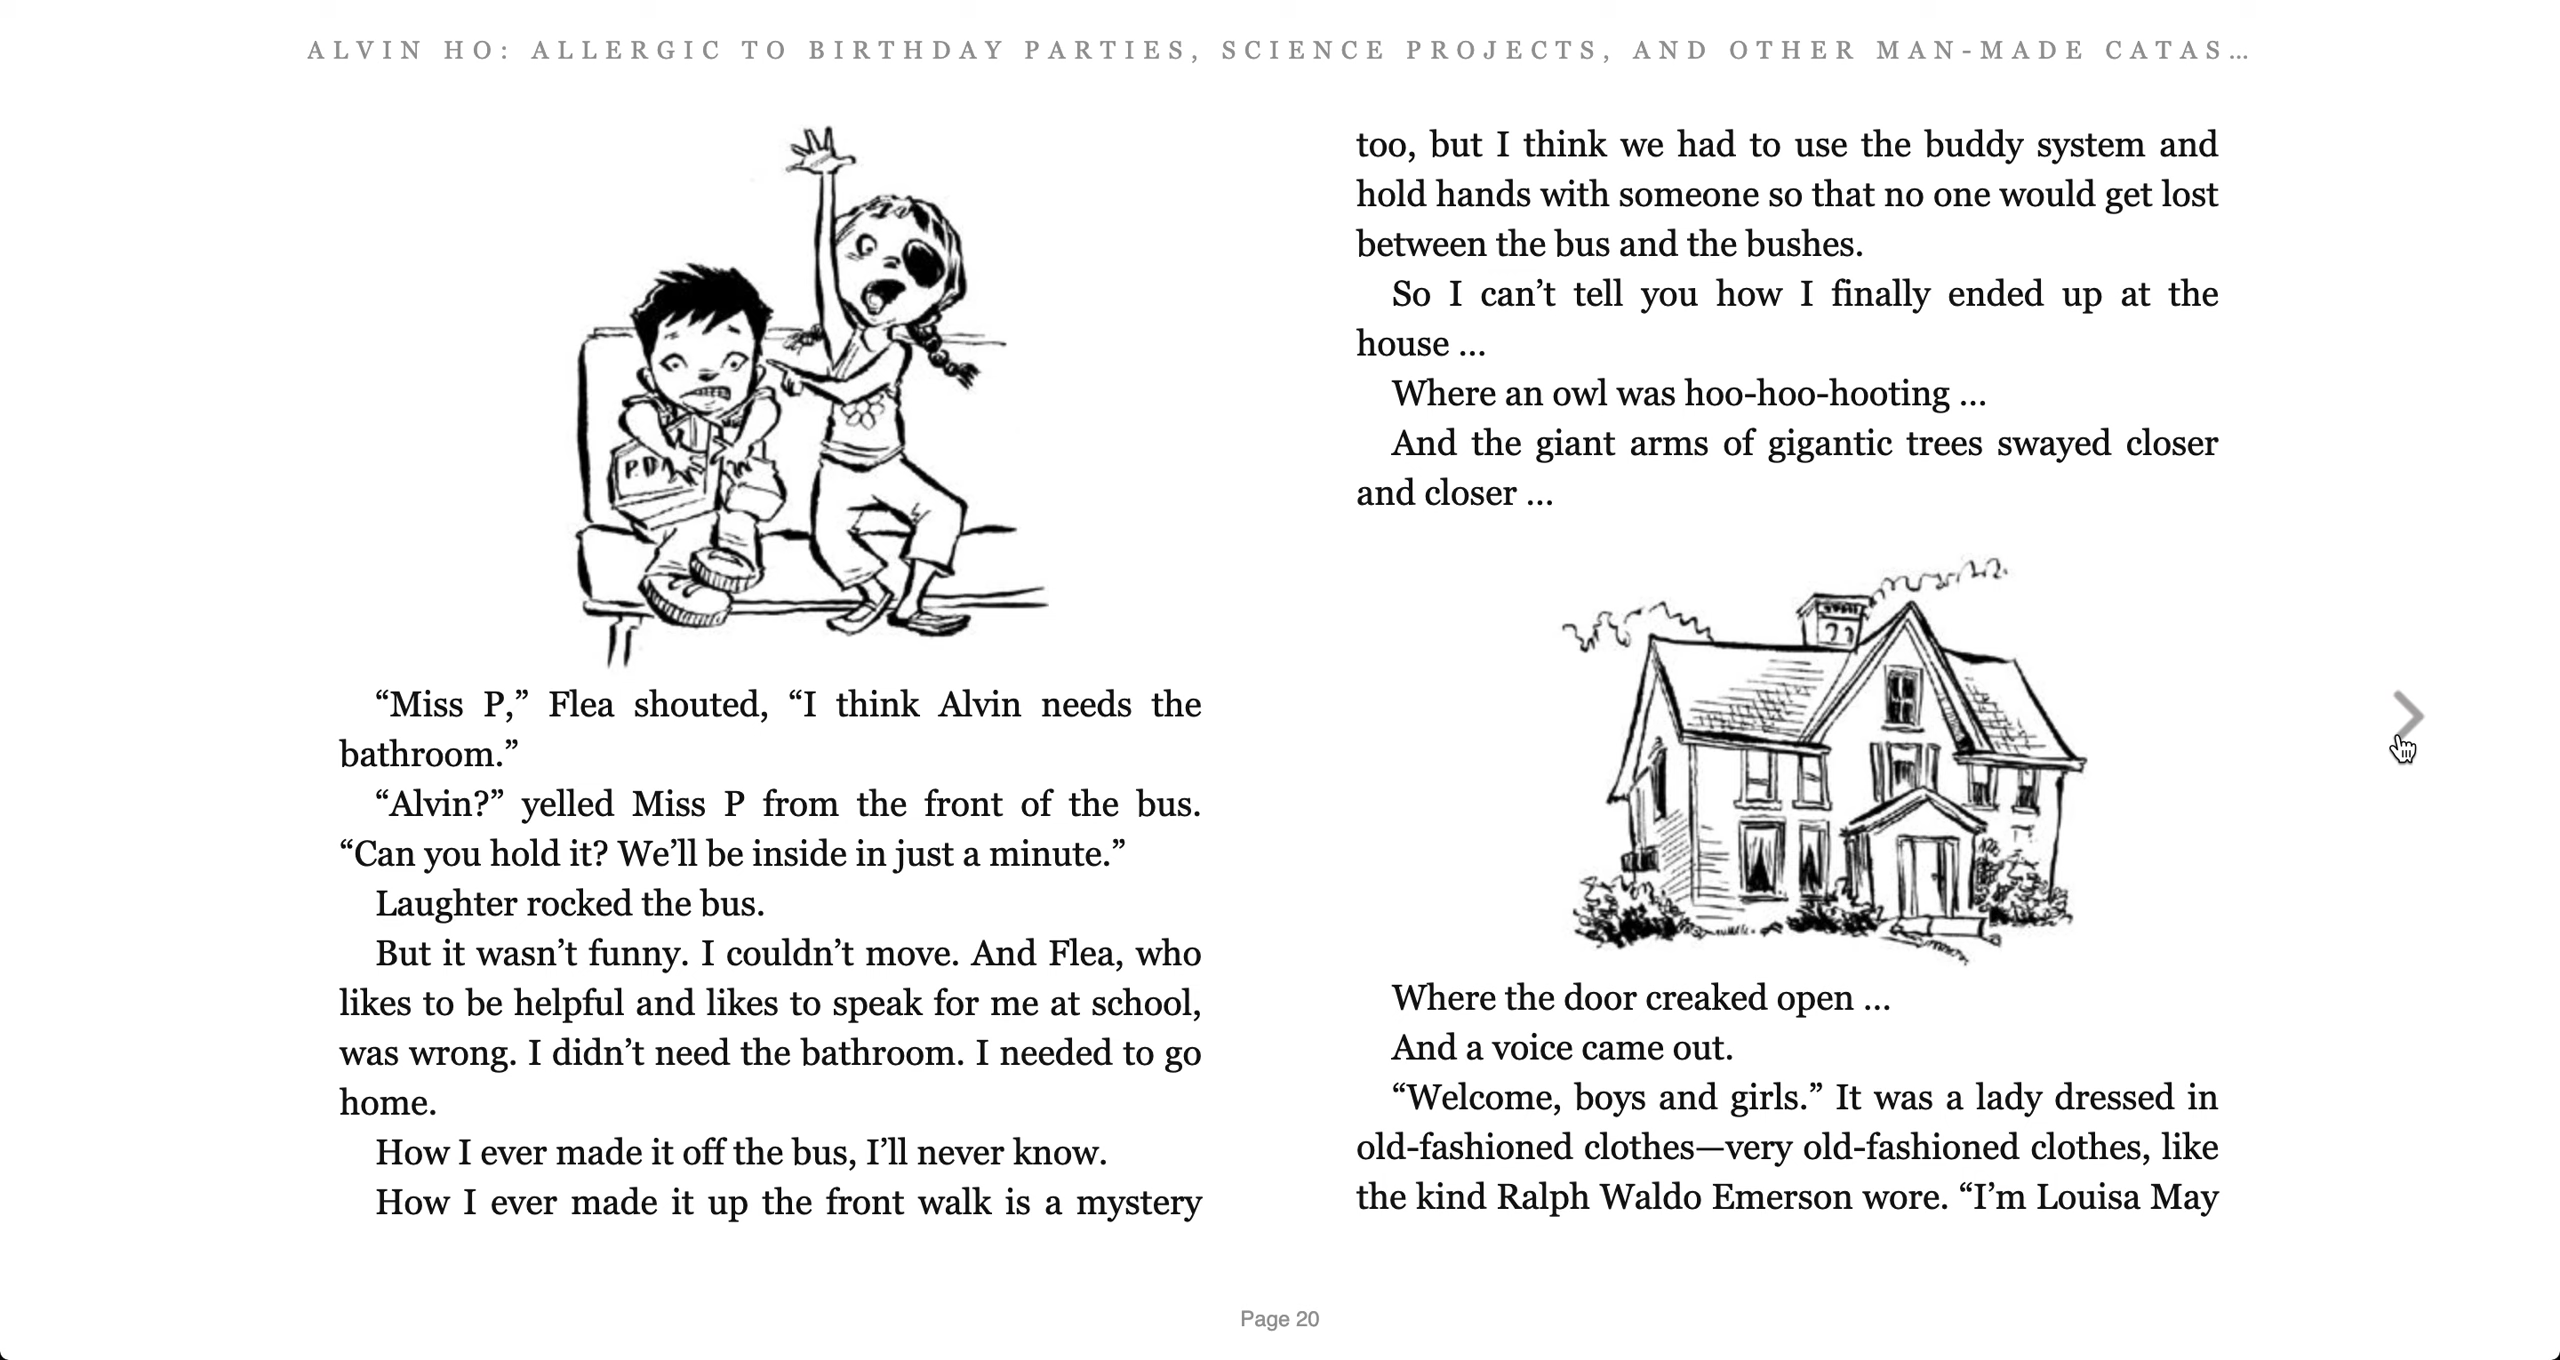 ALVIN HO: ALLERGIC TO BIRTHDAY PARTIES, SCIENCE PROJECTS, AND OTHER MAN-MADE CATAS…
P.D.
“Miss P,” Flea shouted, “I think Alvin needs the
bathroom.”
“Alvin?” yelled Miss P from the front of the bus.
“Can you hold it? We’ll be inside in just a minute.”
Laughter rocked the bus.
But it wasn’t funny. I couldn’t move. And Flea, who
likes to be helpful and likes to speak for me at school,
was wrong. I didn’t need the bathroom. I needed to go
home.
How I ever made it off the bus, I’ll never know.
How I ever made it up the front walk is a mystery
too, but I think we had to use the buddy system and
hold hands with someone so that no one would get lost
between the bus and the bushes.
So I can’t tell you how I finally ended up at the
house ...
Where an owl was hoo-hoo-hooting ...
And the giant arms of gigantic trees swayed closer
and closer ...
Where the door creaked open ...
And a voice came out.
“Welcome, boys and girls.” It was a lady dressed in
old-fashioned clothes—very old-fashioned clothes, like
the kind Ralph Waldo Emerson wore. “I’m Louisa May
Page 20